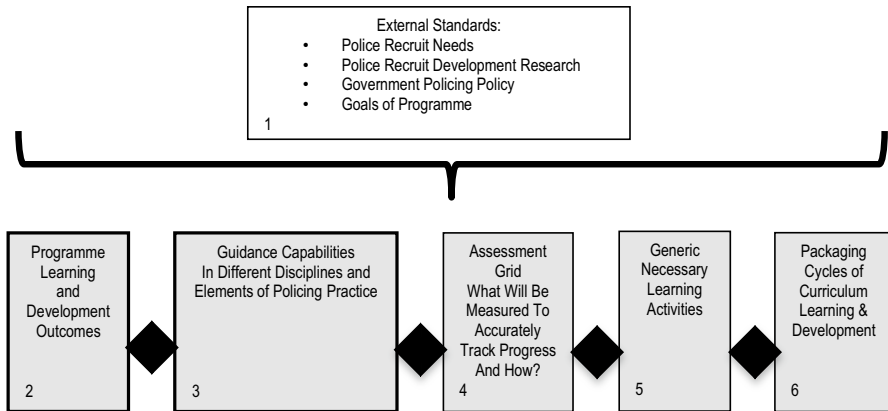 External Standards:
• Police Recruit Needs
• Police Recruit Development Research
• Government Policing Policy
• Goals of Programme
1
Programme
Learning
and
Development
Outcomes
2
Guidance Capabilities
In Different Disciplines and
Elements of Policing Practice
3
Assessment
Grid
What Will Be
Measured To
Accurately
Track Progress
And How?
4
Generic
Necessary
Learning
Activities
5
Packaging
Cycles of
Curriculum
Learning &
Development
6